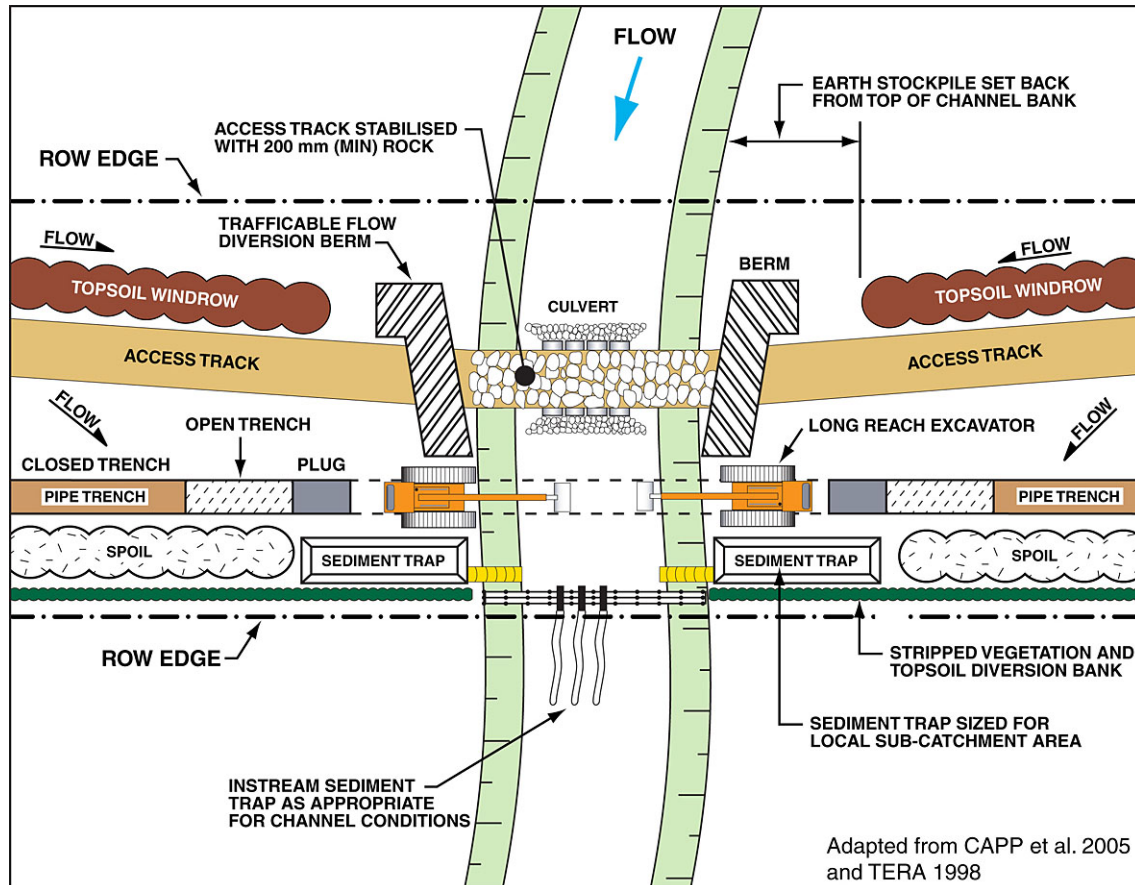 FLOW
EARTH STOCKPILE SET BACK
FROM TOP OF CHANNEL BANK
ACCESS TRACK STABILISED
WITH 200 mm (MIN) ROCK
ROW EDGE
TRAFFICABLE FLOW
DIVERSION BERM
FLOW
FLOW
BERM
TOPSOIL WINDROW
TOPSOIL WINDROW
CULVERT
ACCESS TRACK
ACCESS TRACK
FLOW
FLOW
OPEN TRENCH
LONG REACH EXCAVATOR
CLOSED TRENCH
PLUG
PIPE TRENCH
PIPE TRENCH
SPOIL
SEDIMENT TRAP
SEDIMENT TRAP
SPOIL
ROW EDGE
STRIPPED VEGETATION AND
TOPSOIL DIVERSION BANK
SEDIMENT TRAP SIZED FOR
LOCAL SUB-CATCHMENT AREA
INSTREAM SEDIMENT
TRAP AS APPROPRIATE
FOR CHANNEL CONDITIONS
Adapted from CAPP et al. 2005
and TERA 1998